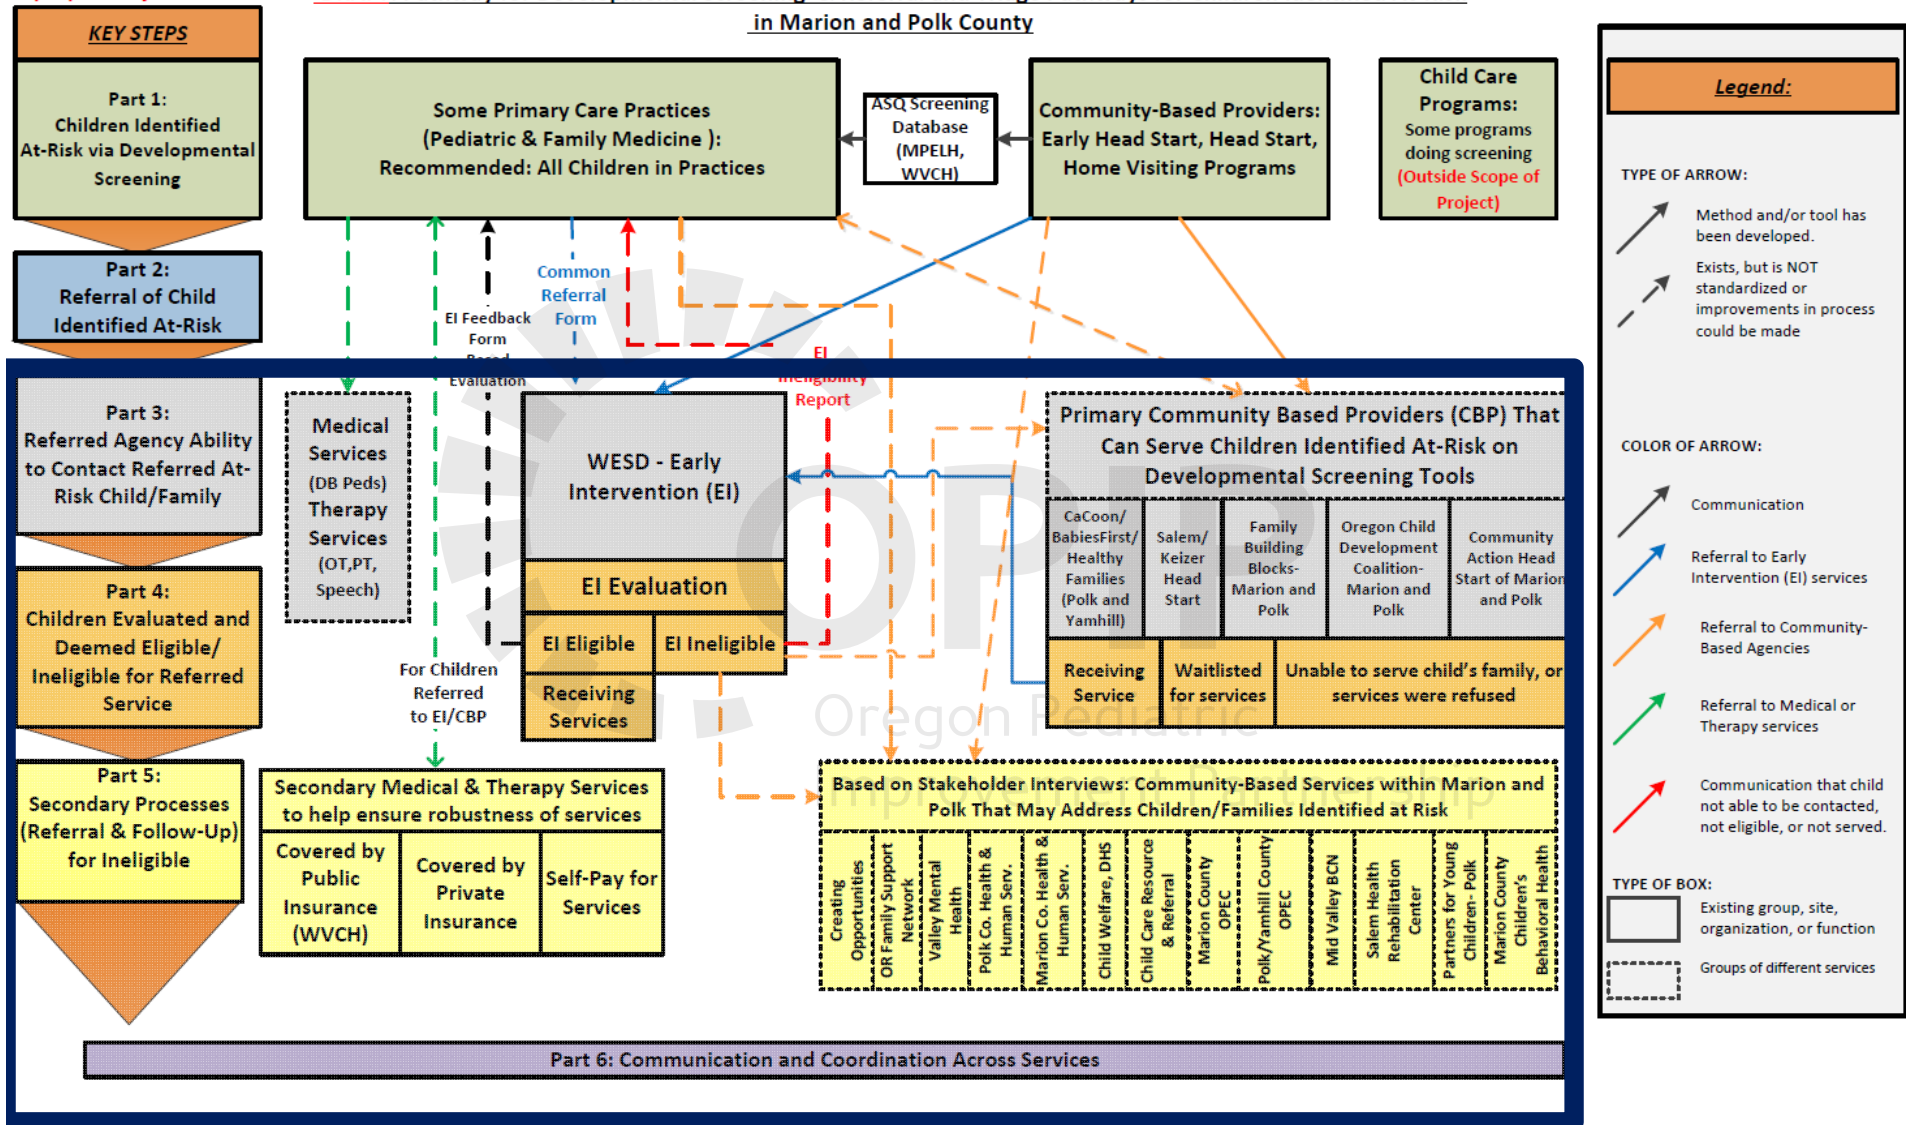 in Marion and Polk County
KEY STEPS
Part 1:
Children Identified
At-Risk via Developmental
Screening
Part 2:
Referral of Child
Identified At-Risk
Part 3:
Referred Agency Ability
to Contact Referred At-
Risk Child/Family
Part 4:
Children Evaluated and
Deemed Eligible/
Ineligible for Referred
Service
Part 5:
Secondary Processes
(Referral & Follow-Up)
for Ineligible
Some Primary Care Practices
(Pediatric & Family Medicine ):
Recommended: All Children in Practices
ASQ Screening
Database
(MPELH,
WVCH)
Community-Based Providers:
Early Head Start, Head Start,
Home Visiting Programs
Child Care
Programs:
Some programs
doing screening
(Outside Scope of
Project)
Common
Referral
Form
EI Feedback
Form
Based
Evaluation
EI
Ineligibility
Report
Medical
Services
(DB Peds)
Therapy
Services
(OT,PT,
Speech)
WESD - Early
Intervention (EI)
EI Evaluation
EI Eligible
EI Ineligible
Receiving
Services
For Children
Referred
to EI/CBP
Primary Community Based Providers (CBP) That
Can Serve Children Identified At-Risk on
Developmental Screening Tools
CaCoon/
BabiesFirst/
Healthy
Families
(Polk and
Yamhill)
Salem/
Keizer
Head
Start
Family
Building
Blocks-
Marion and
Polk
Oregon Child
Development
Coalition-
Marion and
Polk
Community
Action Head
Start of Marion
and Polk
Receiving
Service
Waitlisted
for services
Unable to serve child's family, or
services were refused
OPIP
Oregon Pediatric
Improvement Partnership
Secondary Medical & Therapy Services
to help ensure robustness of services
Covered by
Public
Insurance
(WVCH)
Covered by
Private
Insurance
Self-Pay for
Services
Based on Stakeholder Interviews: Community-Based Services within Marion and
Polk That May Address Children/Families Identified at Risk
Creating
Opportunities
OR Family Support
Network
Valley Mental
Health
Polk Co. Health &
Human Serv.
Marion Co. Health &
Human Serv.
Child Welfare, DHS
Child Care Resource
& Referral
Marion County
OPEC
Polk/Yamhill County
OPEC
Mid Valley BCN
Salem Health
Rehabilitation
Center
Partners for Young
Children- Polk
Marion County
Children's
Behavioral Health
Part 6: Communication and Coordination Across Services
Legend:
TYPE OF ARROW:
Method and/or tool has
been developed.
Exists, but is NOT
standardized or
improvements in process
could be made
COLOR OF ARROW:
Communication
Referral to Early
Intervention (EI) services
Referral to Community-
Based Agencies
Referral to Medical or
Therapy services
Communication that child
not able to be contacted,
not eligible, or not served.
TYPE OF BOX:
Existing group, site,
organization, or function
Groups of different services